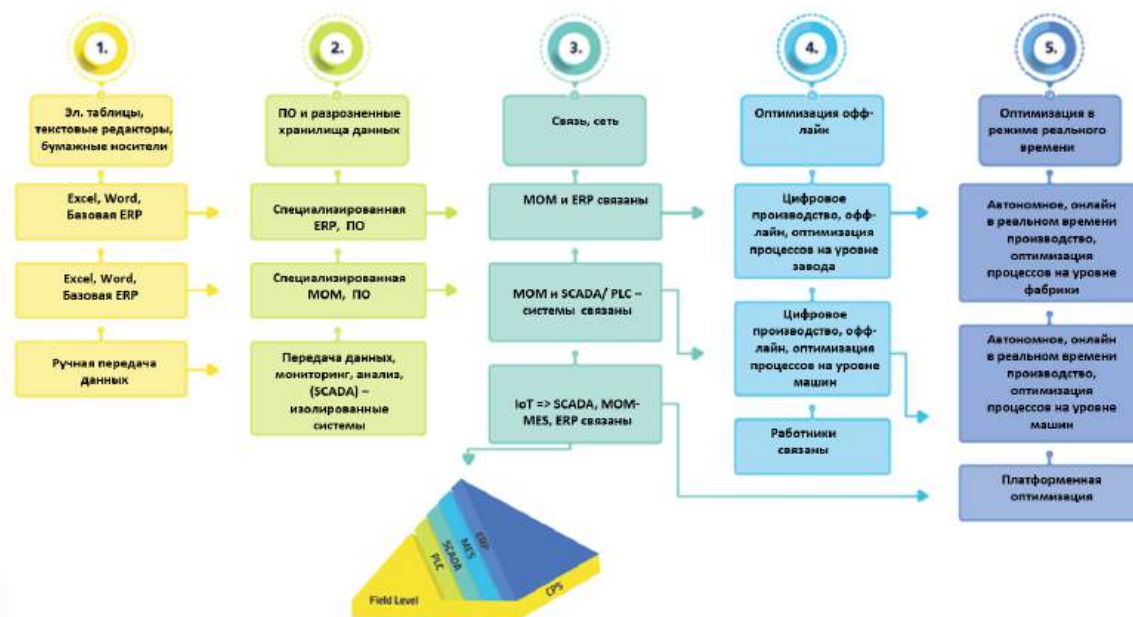 1.
Эл. таблицы,
текстовые редакторы,
бумажные носители
Excel, Word,
Базовая ERP
Excel, Word,
Базовая ERP
Ручная передача
данных
2.
ПО и разрозненные
хранилища данных
Специализированная
ERP, ПО
Специализированная
МОМ, ПО
Передача данных,
мониторинг, анализ,
(SCADA) –
изолированные
системы
3.
Связь, сеть
МОМ и ERP связаны
МОМ и SCADA/ PLC –
системы связаны
IoT => SCADA, МОМ-
MES, ERP связаны
4.
Оптимизация офф-
лайн
Цифровое
производство, офф-
лайн, оптимизация
процессов на уровне
завода
Цифровое
производство, офф-
лайн, оптимизация
процессов на уровне
машин
Работники
связаны
5.
Оптимизация в
режиме реального
времени
Автономное, онлайн
в реальном времени
производство,
оптимизация
процессов на уровне
фабрики
Автономное, онлайн
в реальном времени
производство,
оптимизация
процессов на уровне
машин
Платформенная
оптимизация
ERP
MES
SCADA
PLC
Field Level
CPS